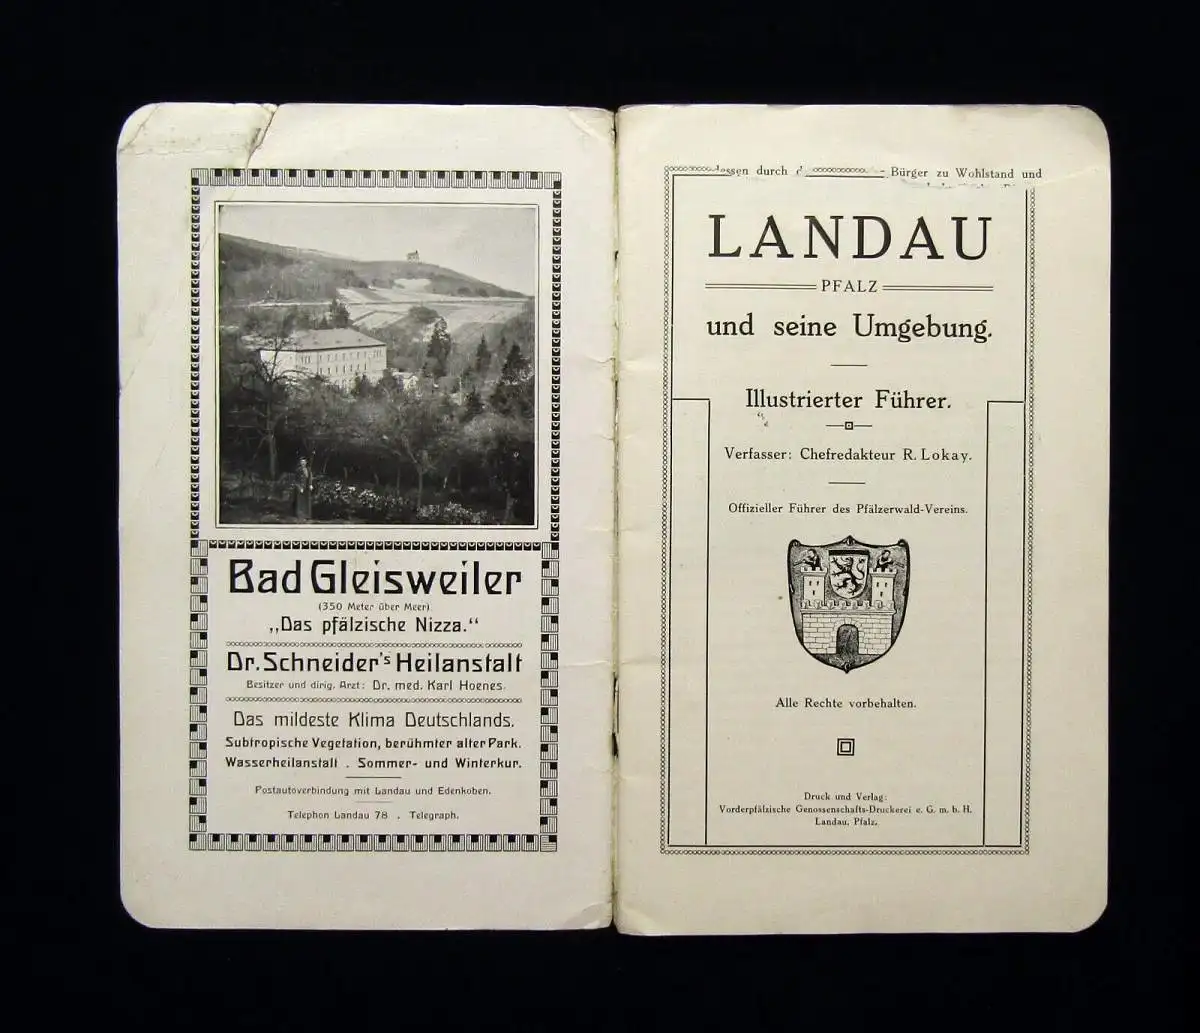 Bad Gleisweiler
(350 Meter über Meer)
„Das pfälzische Nizza.“
Dr. Schneider's Heilanstalt
Besitzer und dirig. Arzt: Dr. med. Karl Hoenes.
Das mildeste Klima Deutschlands.
Subtropische Vegetation, berühmter alter Park.
Wasserheilanstalt . Sommer- und Winterkur.
Postautoverbindung mit Landau und Edenkoben.
Telephon Landau 78 . Telegraph.
durch Bürger zu Wohlstand und
LANDAU
PFALZ
und seine Umgebung.
Illustrierter Führer.
Verfasser: Chefredakteur R. Lokay.
Offizieller Führer des Pfälzerwald-Vereins.
Alle Rechte vorbehalten.
Druck und Verlag:
Vorderpfälzische Genossenschafts-Druckerei e. G. m. b. H.
Landau, Pfalz.